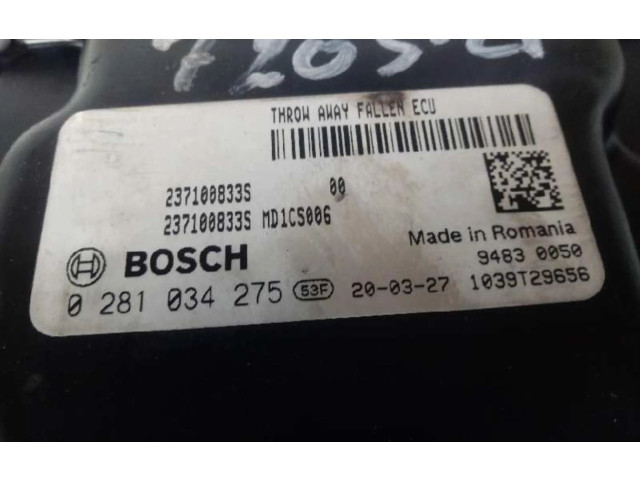 THROW AWAY FALLEN ECU
237100833S 00
237100833S MD1CS006
Made in Romania
BOSCH
9483 0050
0 281 034 275 53F 20-03-27 1039T29656